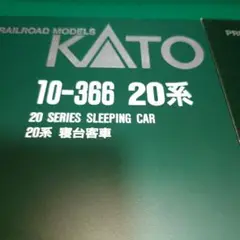 RAILROAD MODELS
KATO
10-366 20系
20 SERIES SLEEPING CAR
20系 寝台客車